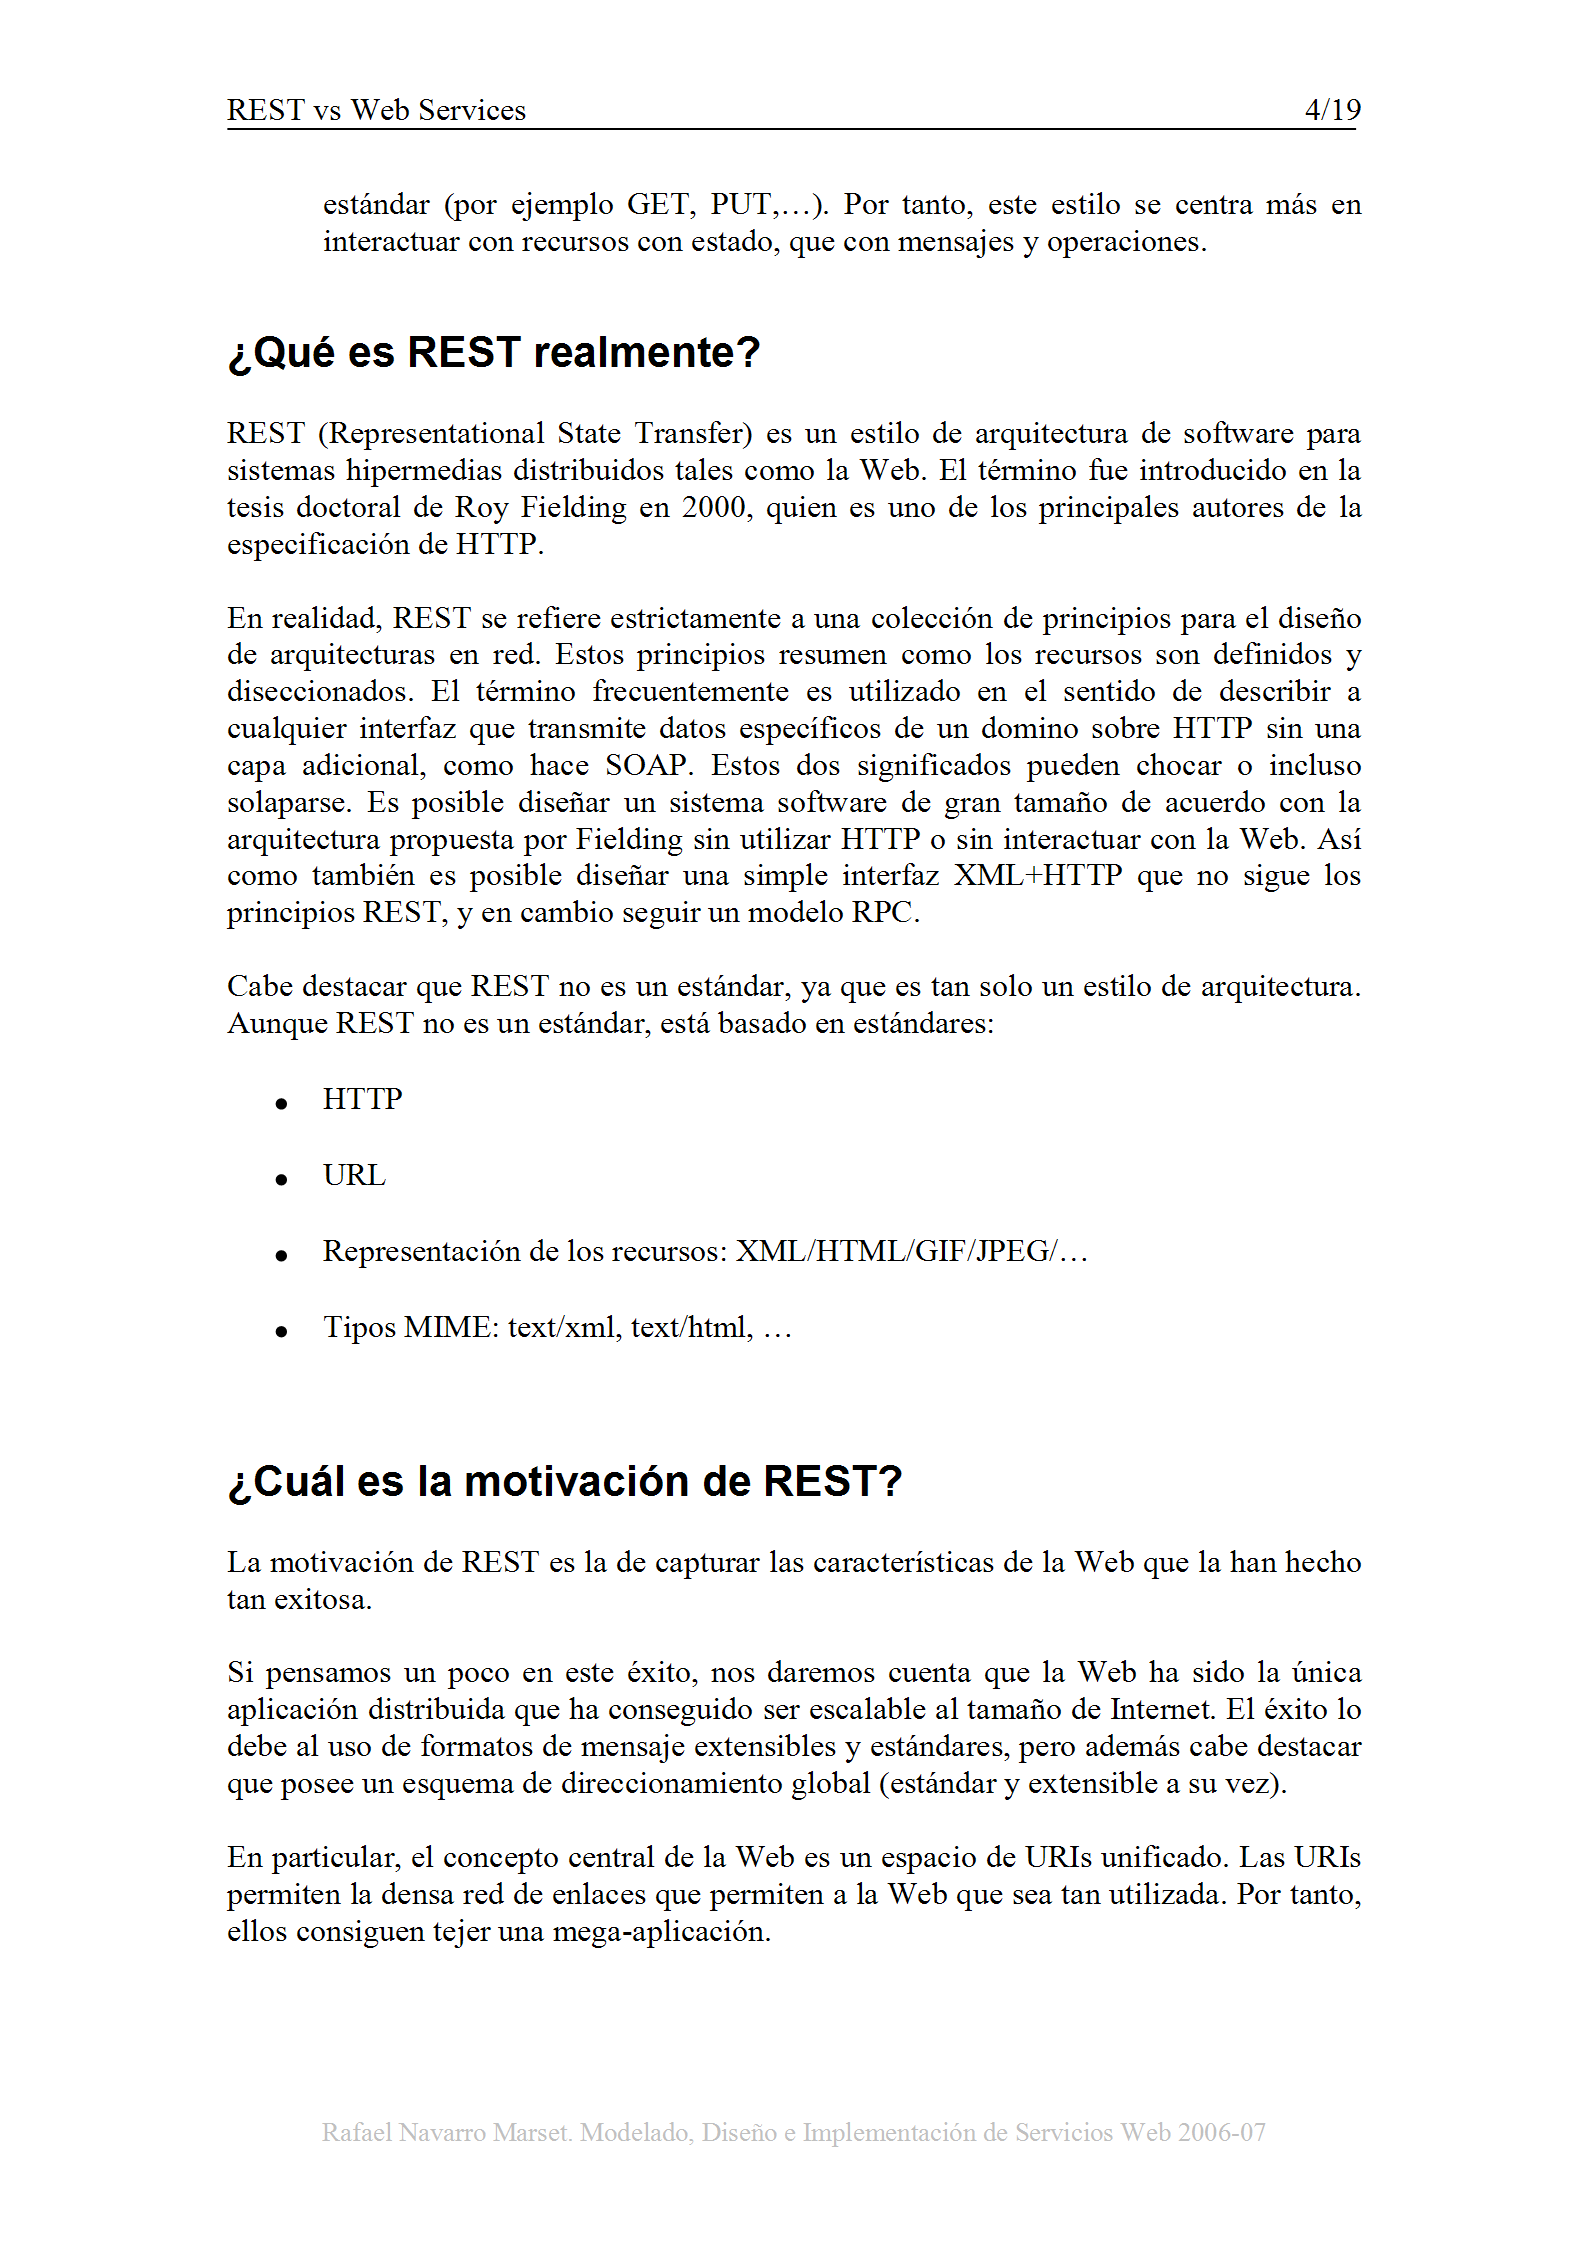 REST vs Web Services 4/19
estándar (por ejemplo GET, PUT,…). Por tanto, este estilo se centra más en
interactuar con recursos con estado, que con mensajes y operaciones.
¿Qué es REST realmente?
REST (Representational State Transfer) es un estilo de arquitectura de software para
sistemas hipermedias distribuidos tales como la Web. El término fue introducido en la
tesis doctoral de Roy Fielding en 2000, quien es uno de los principales autores de la
especificación de HTTP.
En realidad, REST se refiere estrictamente a una colección de principios para el diseño
de arquitecturas en red. Estos principios resumen como los recursos son definidos y
diseccionados. El término frecuentemente es utilizado en el sentido de describir a
cualquier interfaz que transmite datos específicos de un domino sobre HTTP sin una
capa adicional, como hace SOAP. Estos dos significados pueden chocar o incluso
solaparse. Es posible diseñar un sistema software de gran tamaño de acuerdo con la
arquitectura propuesta por Fielding sin utilizar HTTP o sin interactuar con la Web. Así
como también es posible diseñar una simple interfaz XML+HTTP que no sigue los
principios REST, y en cambio seguir un modelo RPC.
Cabe destacar que REST no es un estándar, ya que es tan solo un estilo de arquitectura.
Aunque REST no es un estándar, está basado en estándares:
● HTTP
● URL
● Representación de los recursos: XML/HTML/GIF/JPEG/…
● Tipos MIME: text/xml, text/html, …
¿Cuál es la motivación de REST?
La motivación de REST es la de capturar las características de la Web que la han hecho
tan exitosa.
Si pensamos un poco en este éxito, nos daremos cuenta que la Web ha sido la única
aplicación distribuida que ha conseguido ser escalable al tamaño de Internet. El éxito lo
debe al uso de formatos de mensaje extensibles y estándares, pero además cabe destacar
que posee un esquema de direccionamiento global (estándar y extensible a su vez).
En particular, el concepto central de la Web es un espacio de URIs unificado. Las URIs
permiten la densa red de enlaces que permiten a la Web que sea tan utilizada. Por tanto,
ellos consiguen tejer una mega-aplicación.
Rafael Navarro Marset. Modelado, Diseño e Implementación de Servicios Web 2006-07